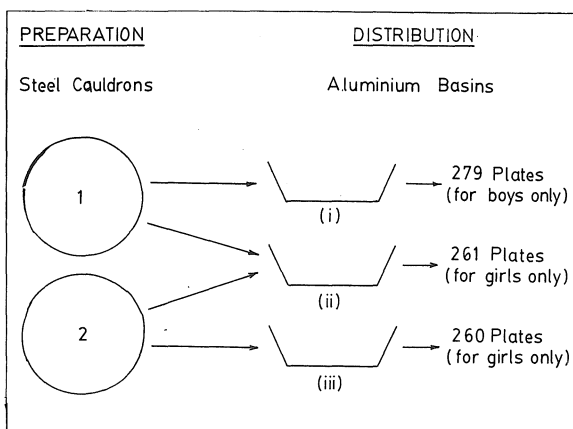 PREPARATION
DISTRIBUTION
Steel Cauldrons
Aluminium Basins
1
279 Plates
(for boys only)
(i)
261 Plates
(for girls only)
(ii)
2
260 Plates
(for girls only)
(iii)